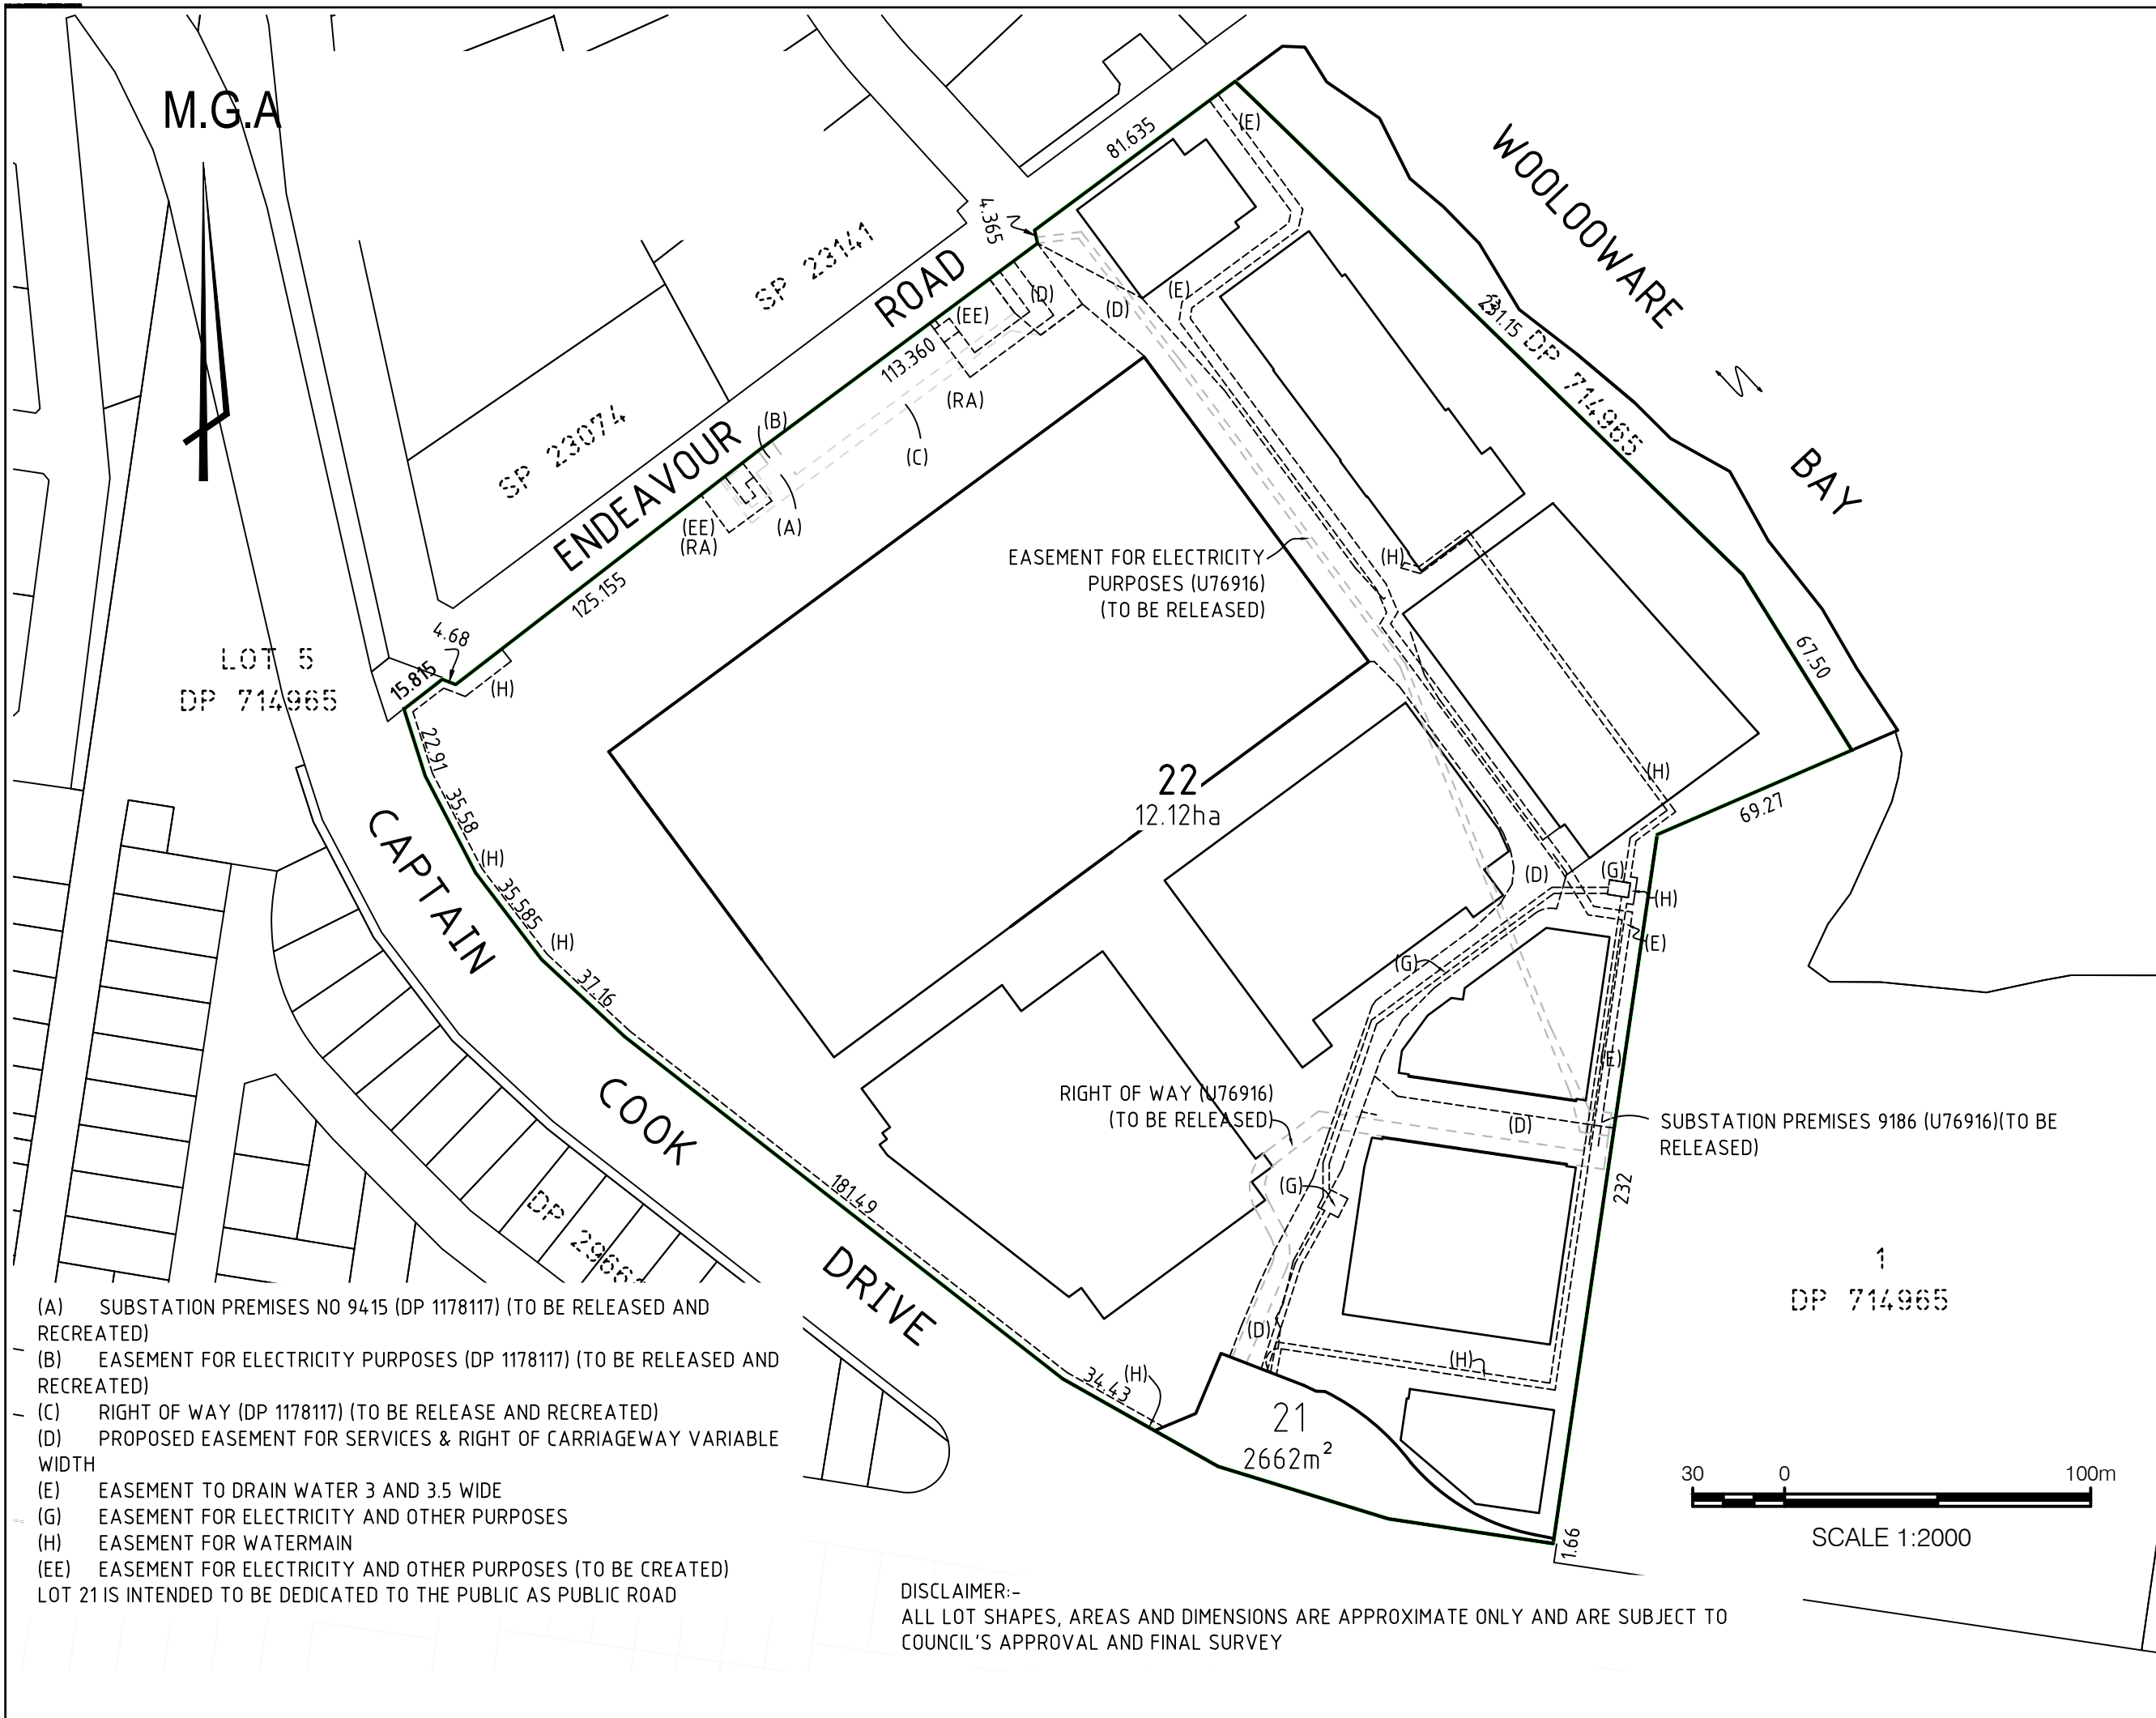 M.G.A
WOOLOOWARE
BAY
81.635
(E)
4.365
SP 23141
ROAD
(D)
(EE)
(D)
(E)
113.360
(RA)
231.15
DP 714965
(B)
(C)
SP 23074
ENDEAVOUR
(EE)
(RA)
(A)
125.155
EASEMENT FOR ELECTRICITY
PURPOSES (U76916)
(TO BE RELEASED)
(H)
4.68
LOT 5
DP 714965
15.815
(H)
67.50
22.91
22
12.12ha
(H)
69.27
35.58
CAPTAIN
(H)
35.585
(H)
37.16
(D)
(G)
(H)
(E)
(G)
(E)
COOK
RIGHT OF WAY (U76916)
(TO BE RELEASED)
(D)
SUBSTATION PREMISES 9186 (U76916)(TO BE
RELEASED)
(G)
232
181.49
DP
DRIVE
1
DP 714965
(D)
(H)
(H)
34.43
21
2662m²
1.66
30 0 100m
SCALE 1:2000
(A) SUBSTATION PREMISES NO 9415 (DP 1178117) (TO BE RELEASED AND
RECREATED)
(B) EASEMENT FOR ELECTRICITY PURPOSES (DP 1178117) (TO BE RELEASED AND
RECREATED)
(C) RIGHT OF WAY (DP 1178117) (TO BE RELEASE AND RECREATED)
(D) PROPOSED EASEMENT FOR SERVICES & RIGHT OF CARRIAGEWAY VARIABLE
WIDTH
(E) EASEMENT TO DRAIN WATER 3 AND 3.5 WIDE
(G) EASEMENT FOR ELECTRICITY AND OTHER PURPOSES
(H) EASEMENT FOR WATERMAIN
(EE) EASEMENT FOR ELECTRICITY AND OTHER PURPOSES (TO BE CREATED)
LOT 21 IS INTENDED TO BE DEDICATED TO THE PUBLIC AS PUBLIC ROAD
DISCLAIMER:-
ALL LOT SHAPES, AREAS AND DIMENSIONS ARE APPROXIMATE ONLY AND ARE SUBJECT TO
COUNCIL'S APPROVAL AND FINAL SURVEY